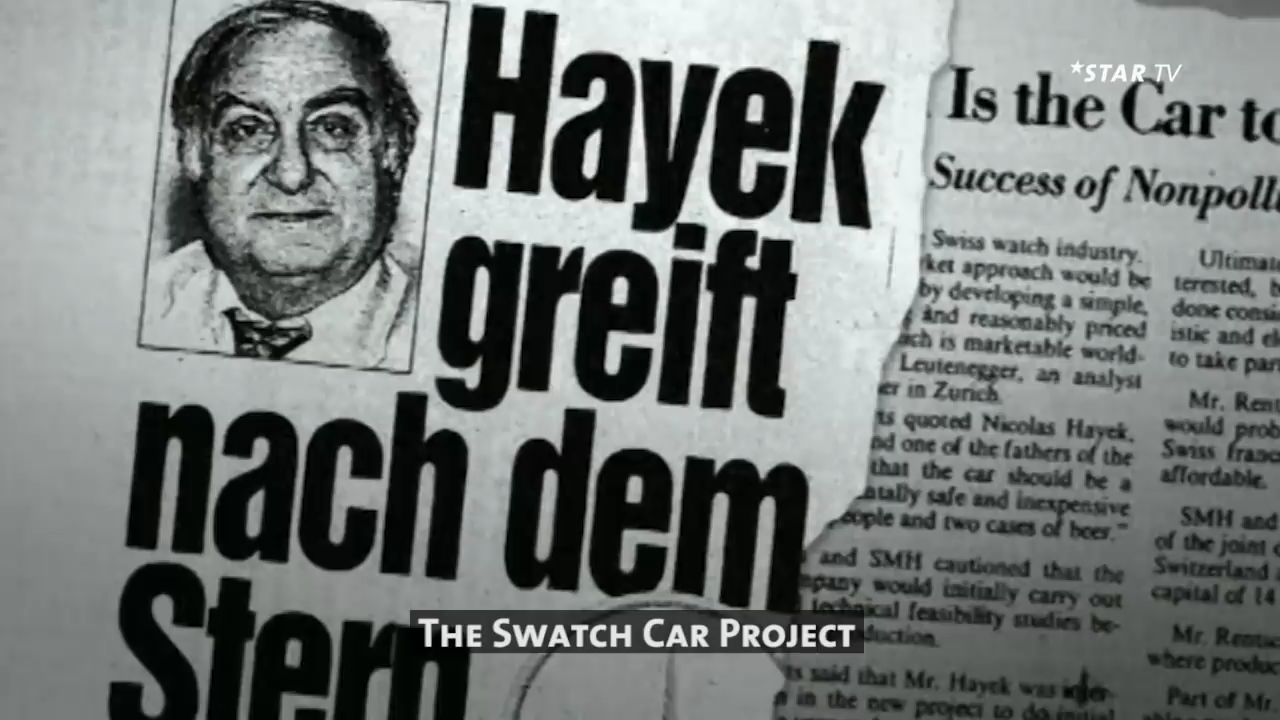 Hayek
greift
nach dem
Stern
*STAR TV
Is the Car to
Success of Nonpoll
Swiss watch industry.
ket approach would be
by developing a simple,
and reasonably priced
ch is marketable world-
Leutenegger, an analyst
er in Zurich.
ts quoted Nicolas Hayek,
nd one of the fathers of the
that the car should be a
ntally safe and inexpensive
eople and two cases of beer."
and SMH cautioned that the
mpany would initially carry out
technical feasibility studies be-
duction.
ts said that Mr. Hayek was
in the new project to do initial
Ultimate
terested, b
done consi
istic and el
to take par
Mr. Rent
would prob
Swiss franc
affordable.
SMH and
of the joint
Switzerland
capital of 14
Mr. Rentsc
where produc
Part of Mr.
THE SWATCH CAR PROJECT